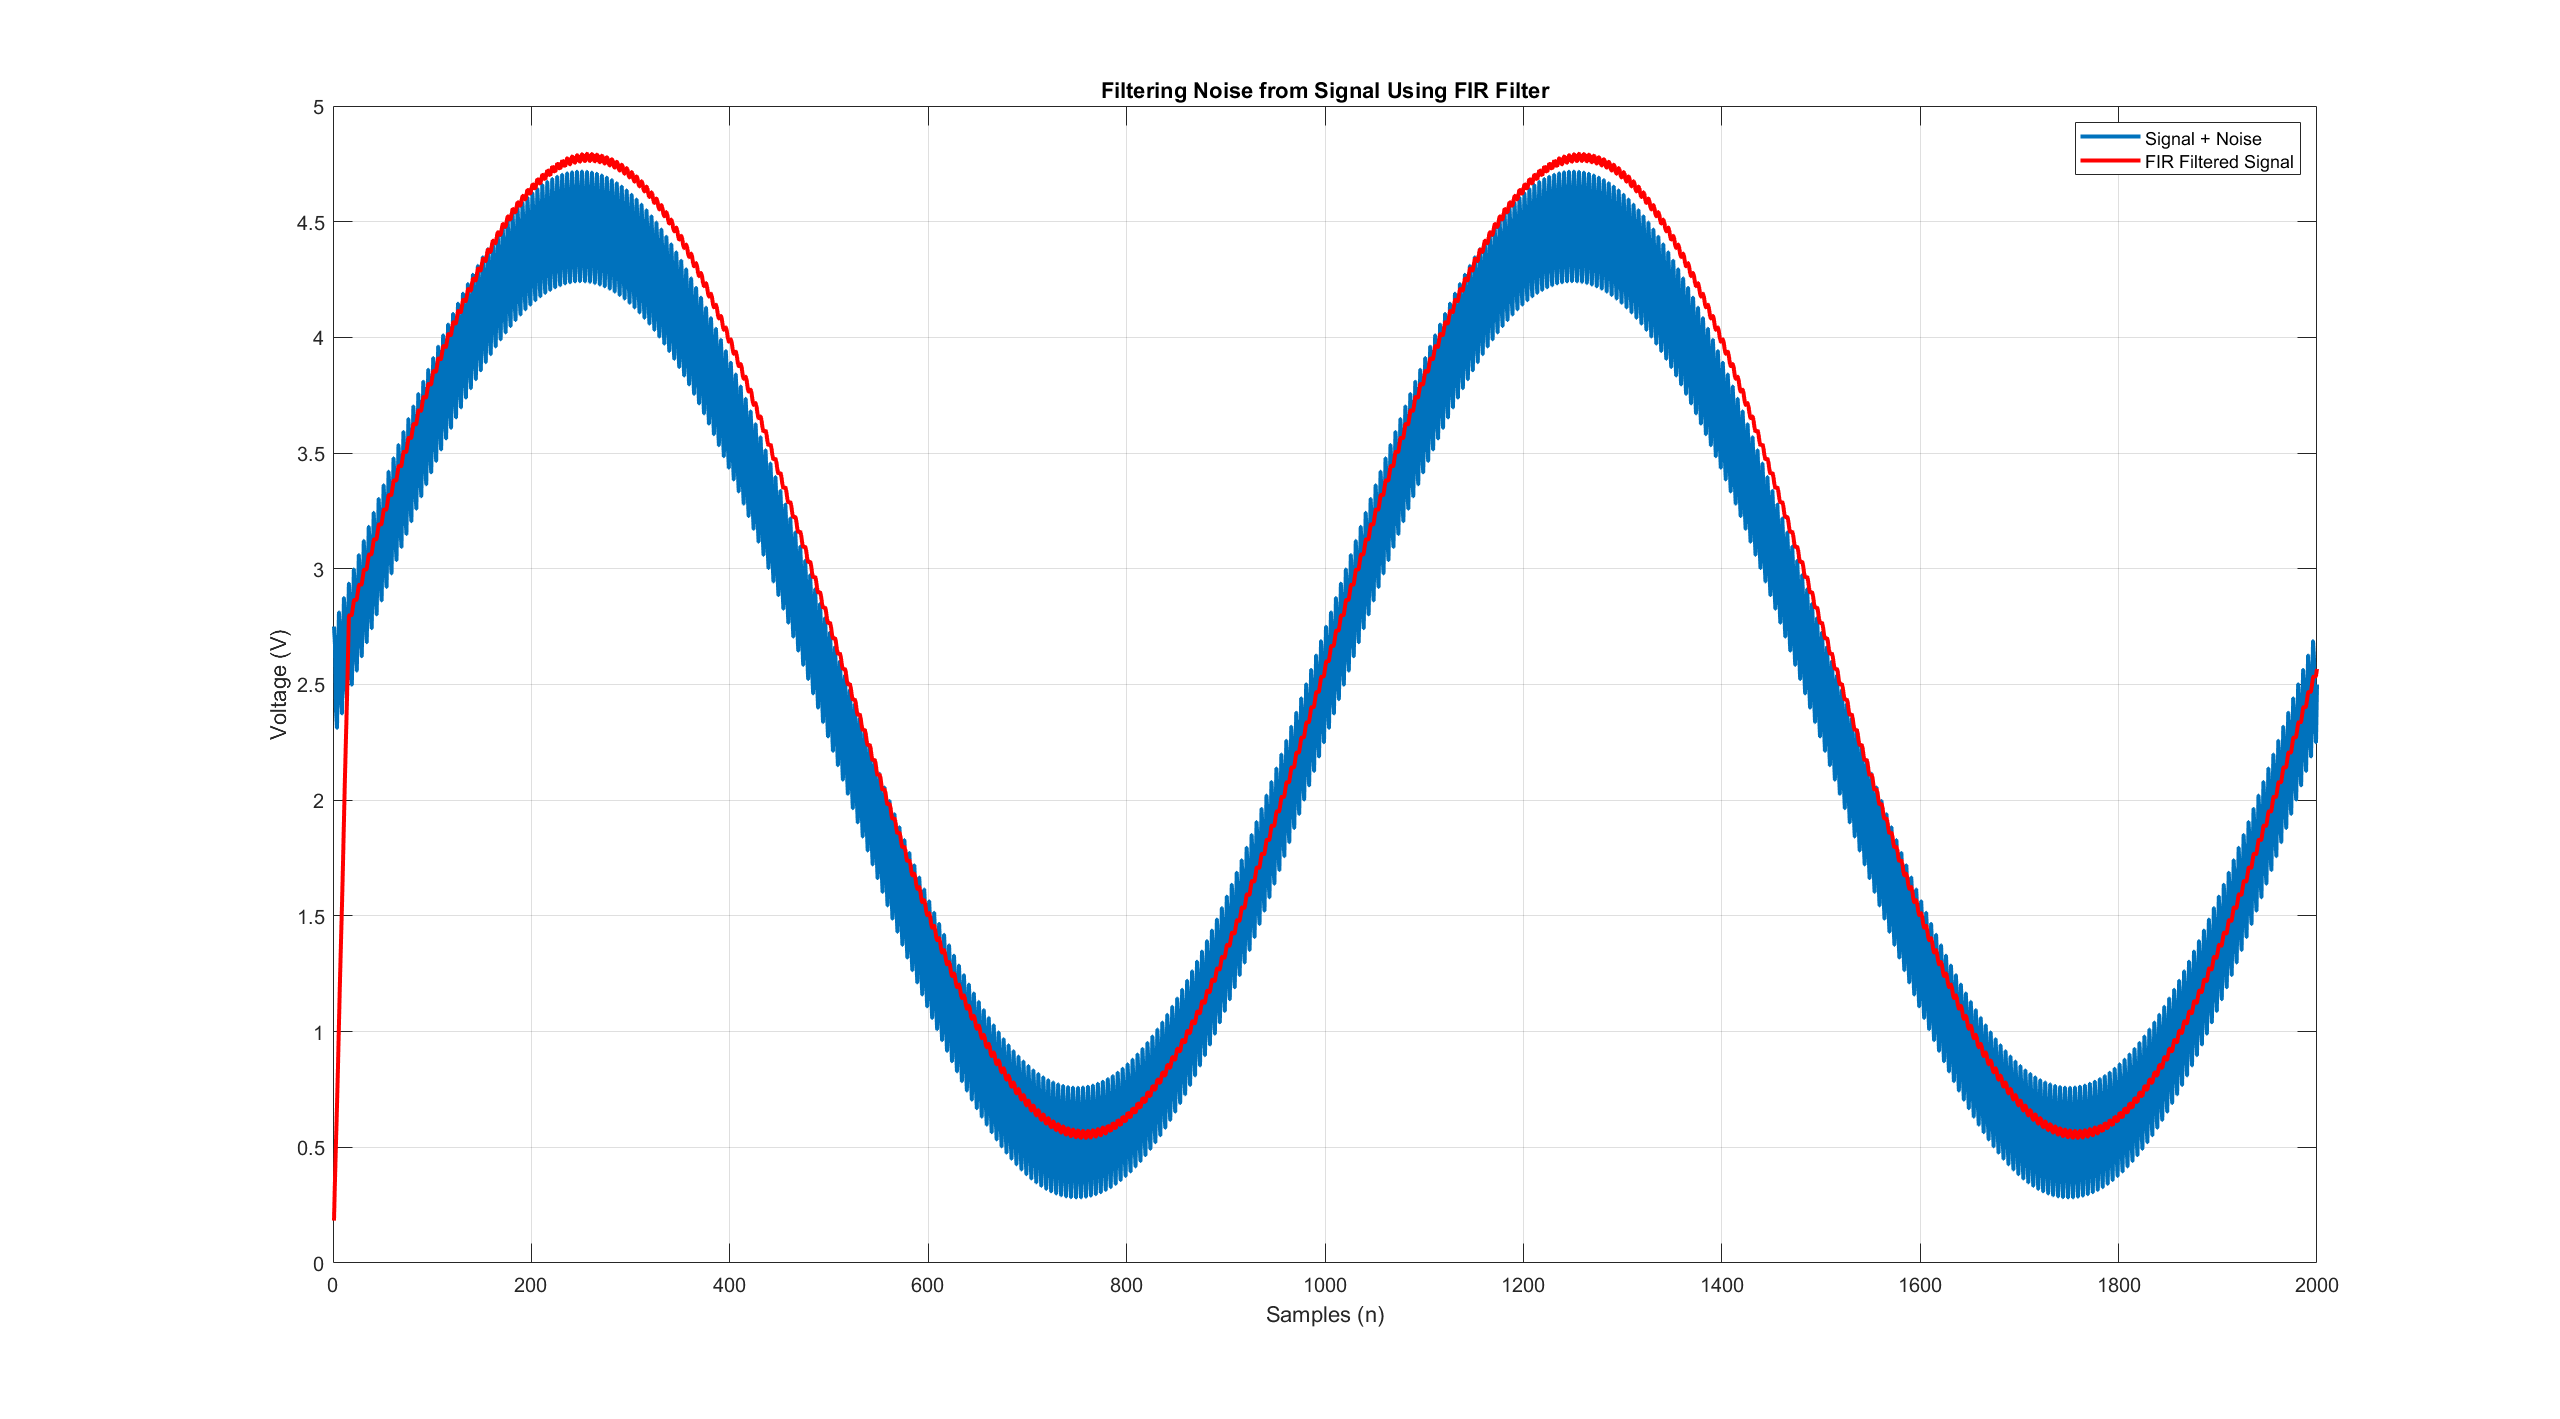 Filtering Noise from Signal Using FIR Filter
Signal + Noise
FIR Filtered Signal
Voltage (V)
5
4.5
4
3.5
3
2.5
2
1.5
1
0.5
0
0 200 400 600 800 1000 1200 1400 1600 1800 2000
Samples (n)